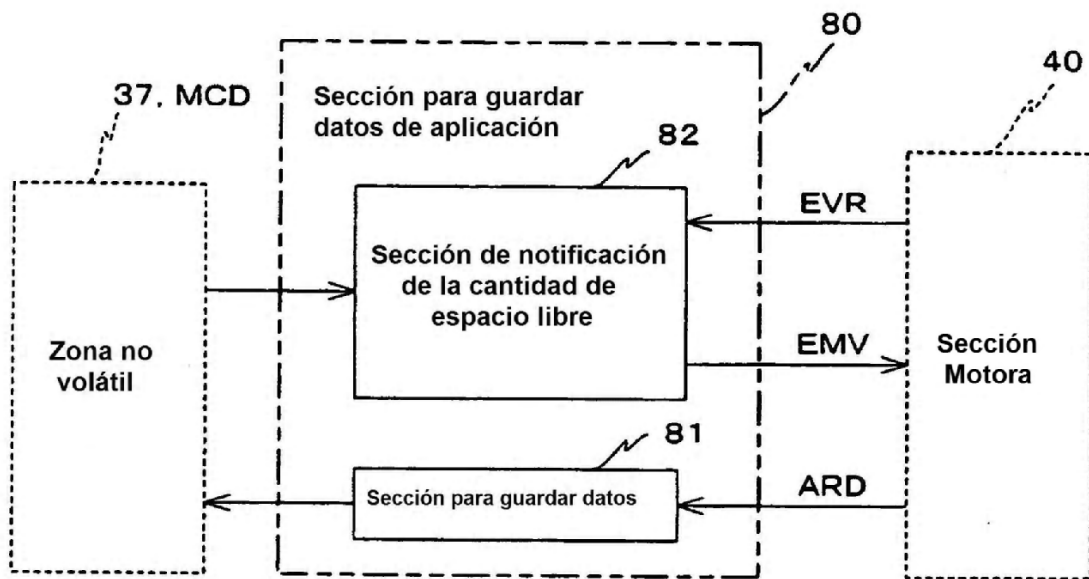 80
40
37, MCD
Sección para guardar
datos de aplicación
82
EVR
Sección de notificación
de la cantidad de
espacio libre
Zona no
volátil
EMV
Sección
Motora
81
Sección para guardar datos
ARD